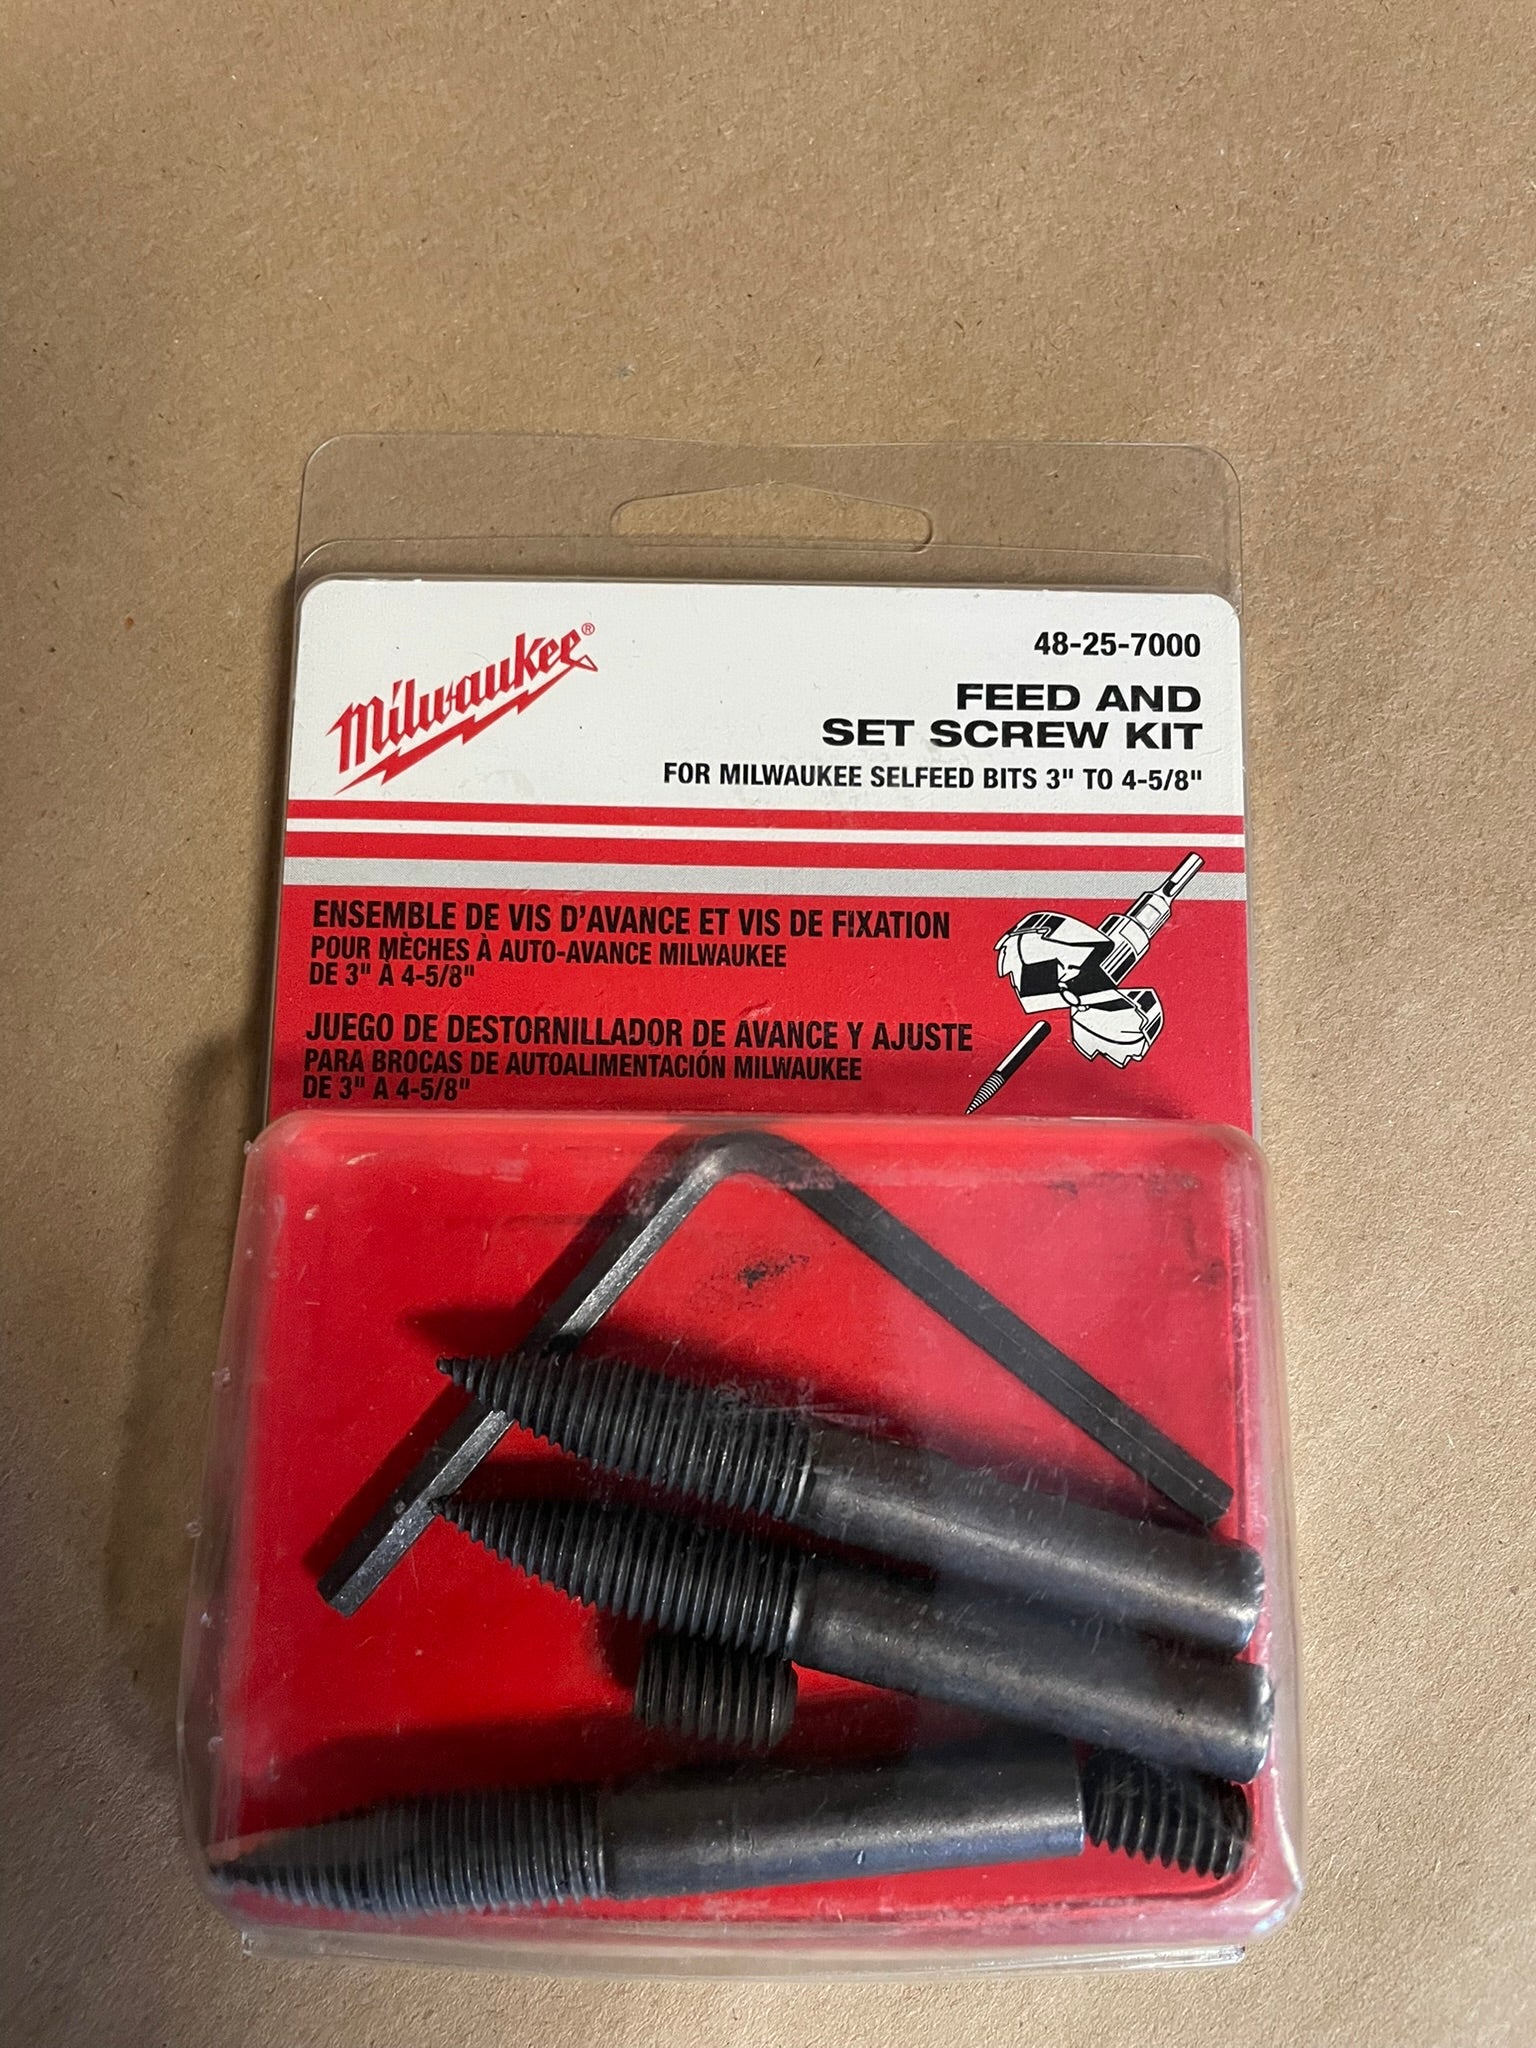 Milwaukee®
48-25-7000
FEED AND
SET SCREW KIT
FOR MILWAUKEE SELFEED BITS 3" TO 4-5/8"
ENSEMBLE DE VIS D'AVANCE ET VIS DE FIXATION
POUR MÈCHES À AUTO-AVANCE MILWAUKEE
DE 3" À 4-5/8"
JUEGO DE DESTORNILLADOR DE AVANCE Y AJUSTE
PARA BROCAS DE AUTOALIMENTACIÓN MILWAUKEE
DE 3" A 4-5/8"